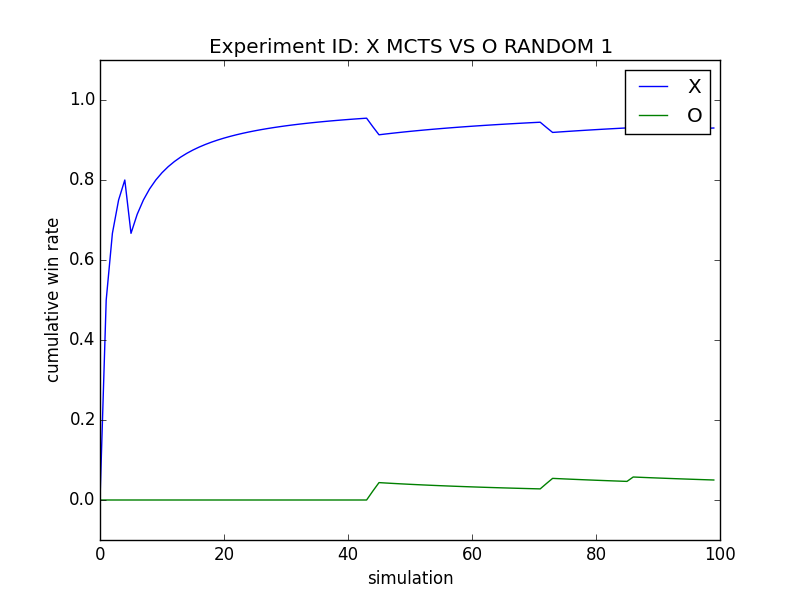 Experiment ID: X MCTS VS O RANDOM 1
X
O
1.0
0.8
0.6
0.4
0.2
0.0
cumulative win rate
0 20 40 60 80 100
simulation